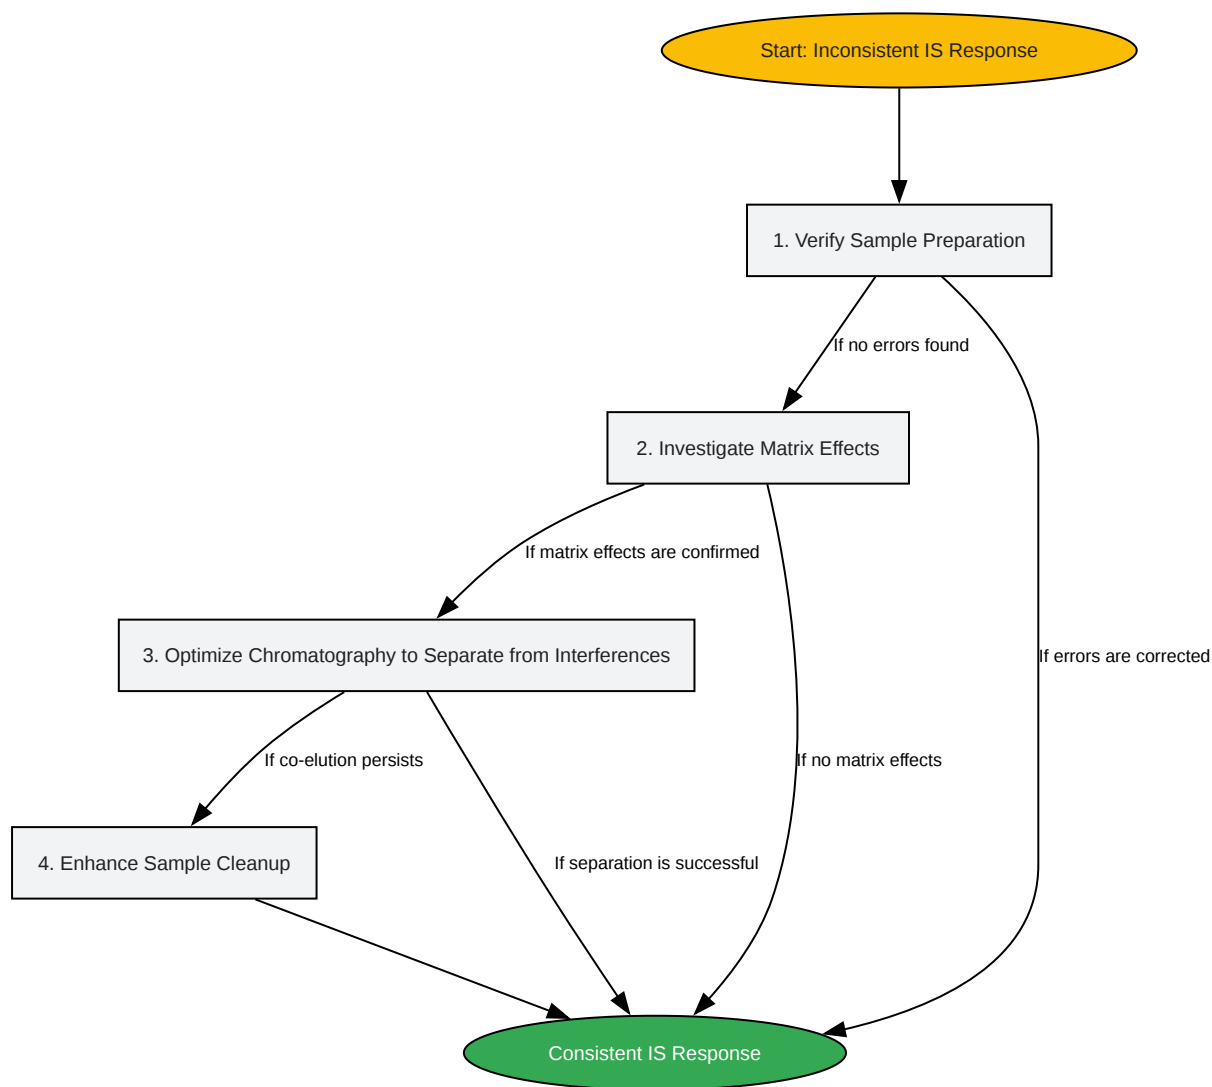 Start: Inconsistent IS Response
1. Verify Sample Preparation
If no errors found
2. Investigate Matrix Effects
If matrix effects are confirmed
3. Optimize Chromatography to Separate from Interferences
If errors are corrected
If co-elution persists
If no matrix effects
4. Enhance Sample Cleanup
If separation is successful
Consistent IS Response